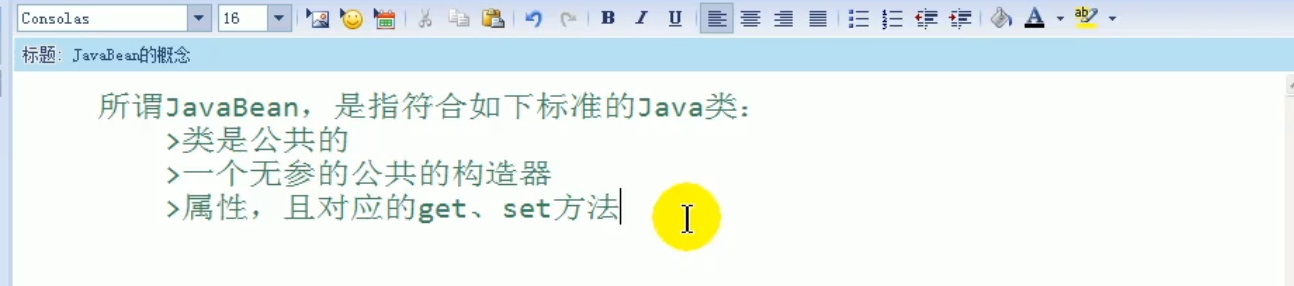 Consolas 16 B I U A ab
标题: JavaBean的概念
所谓JavaBean，是指符合如下标准的Java类：
>类是公共的
>一个无参的公共的构造器
>属性，且对应的get、set方法